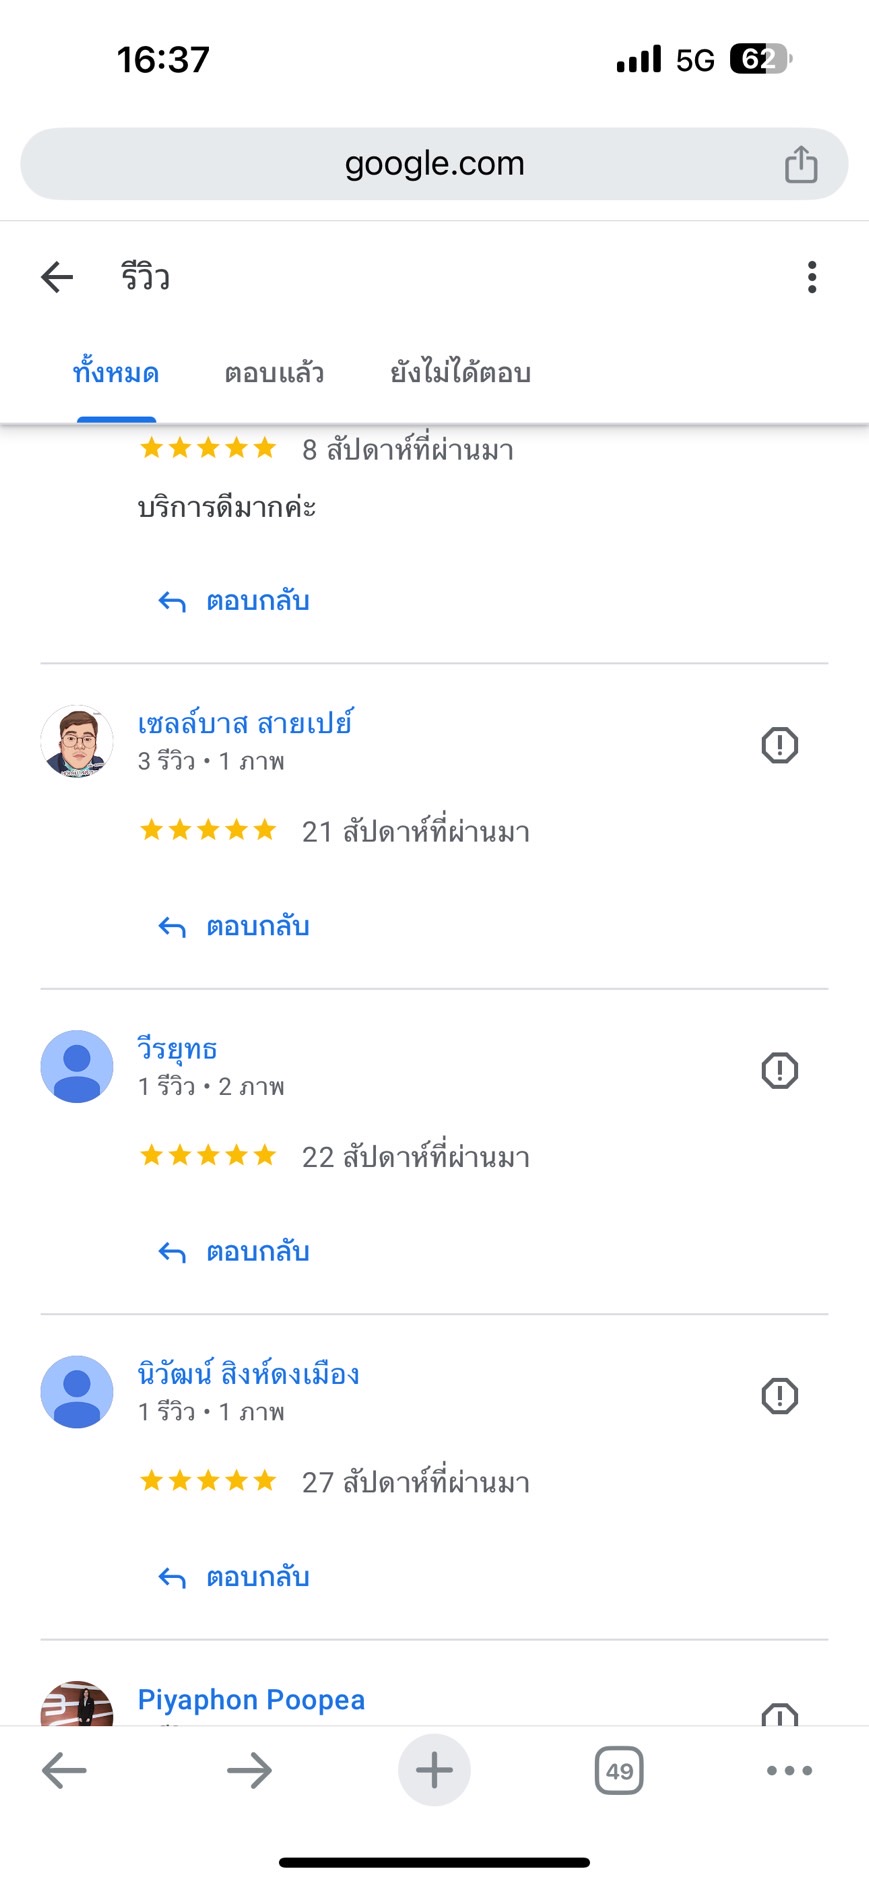 16:37
5G 62
google.com
รีวิว
ทั้งหมด ตอบแล้ว ยังไม่ได้ตอบ
8 สัปดาห์ที่ผ่านมา
บริการดีมากค่ะ
ตอบกลับ
เซลล์บาส สายเปย์
3 รีวิว • 1 ภาพ
21 สัปดาห์ที่ผ่านมา
ตอบกลับ
วีรยุทธ
1 รีวิว • 2 ภาพ
22 สัปดาห์ที่ผ่านมา
ตอบกลับ
นิวัฒน์ สิงห์ดงเมือง
1 รีวิว • 1 ภาพ
27 สัปดาห์ที่ผ่านมา
ตอบกลับ
Piyaphon Poopea
49